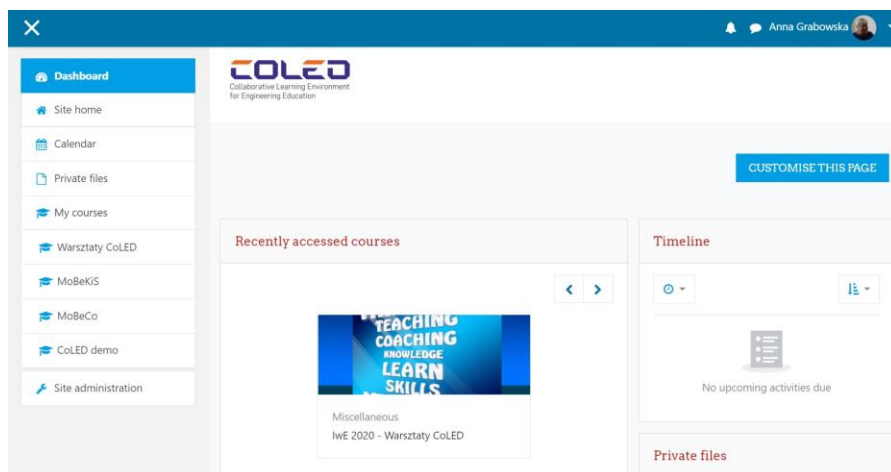 Anna Grabowska
Dashboard
Site home
Calendar
Private files
My courses
Warsztaty CoLED
MoBeKiS
MoBeCo
CoLED demo
Site administration
COLED
Collaborative Learning Environment
for Engineering Education
CUSTOMISE THIS PAGE
Recently accessed courses
TEACHING
COACHING
KNOWLEDGE
LEARN
SKILLS
Miscellaneous
IwE 2020 - Warsztaty CoLED
Timeline
No upcoming activities due
Private files